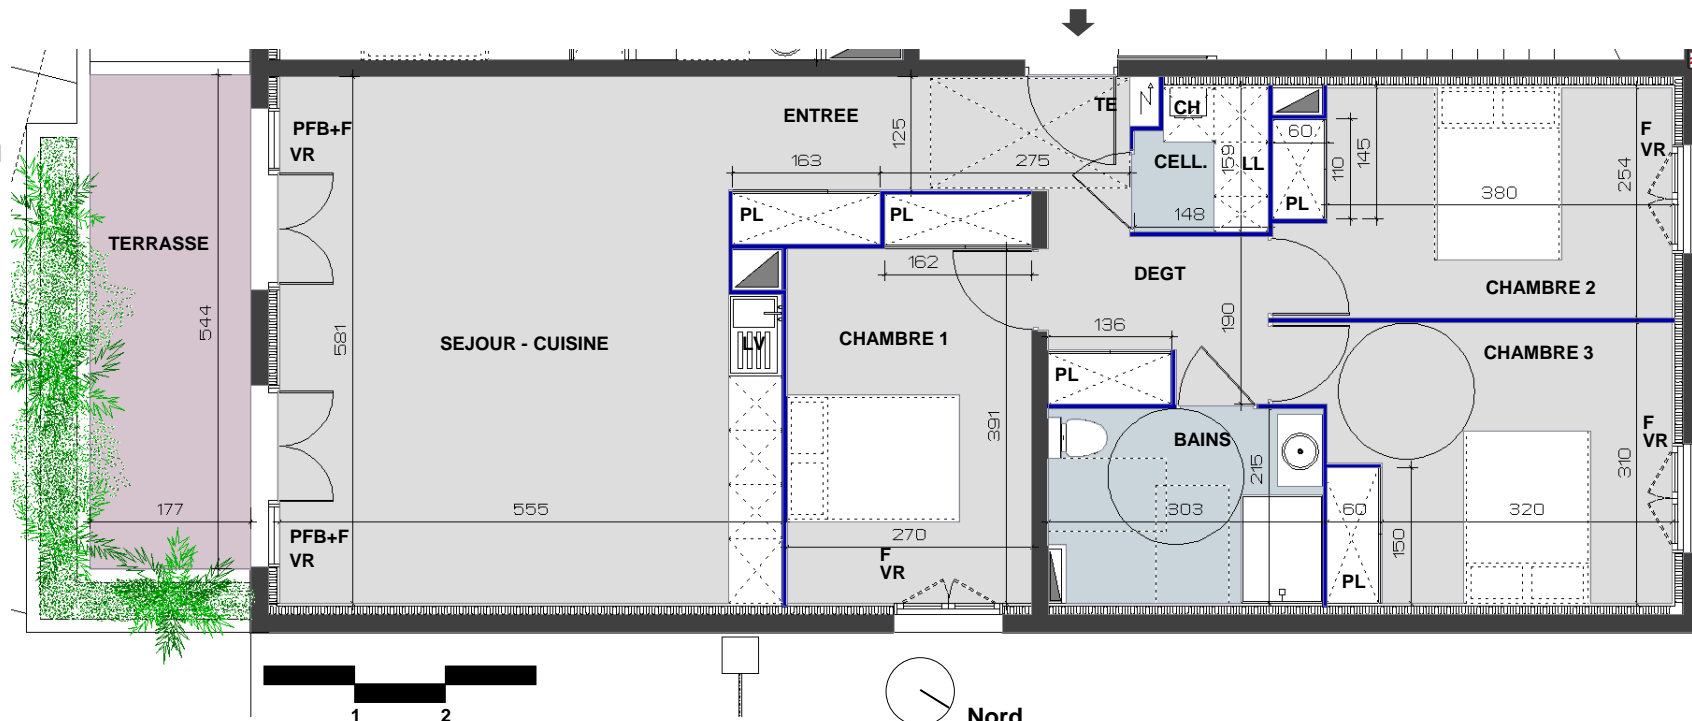 TE
CH
ENTREE
PFB+F
VR
125
60
F
VR
163
275
CELL.
159
LL
110
145
254
380
PL
PL
PL
148
TERRASSE
162
DEGT
CHAMBRE 2
544
581
SEJOUR - CUISINE
LV
CHAMBRE 1
136
190
CHAMBRE 3
PL
391
BAINS
215
F
VR
310
177
555
303
60
320
PFB+F
VR
270
F
VR
150
PL
1
2
Nord